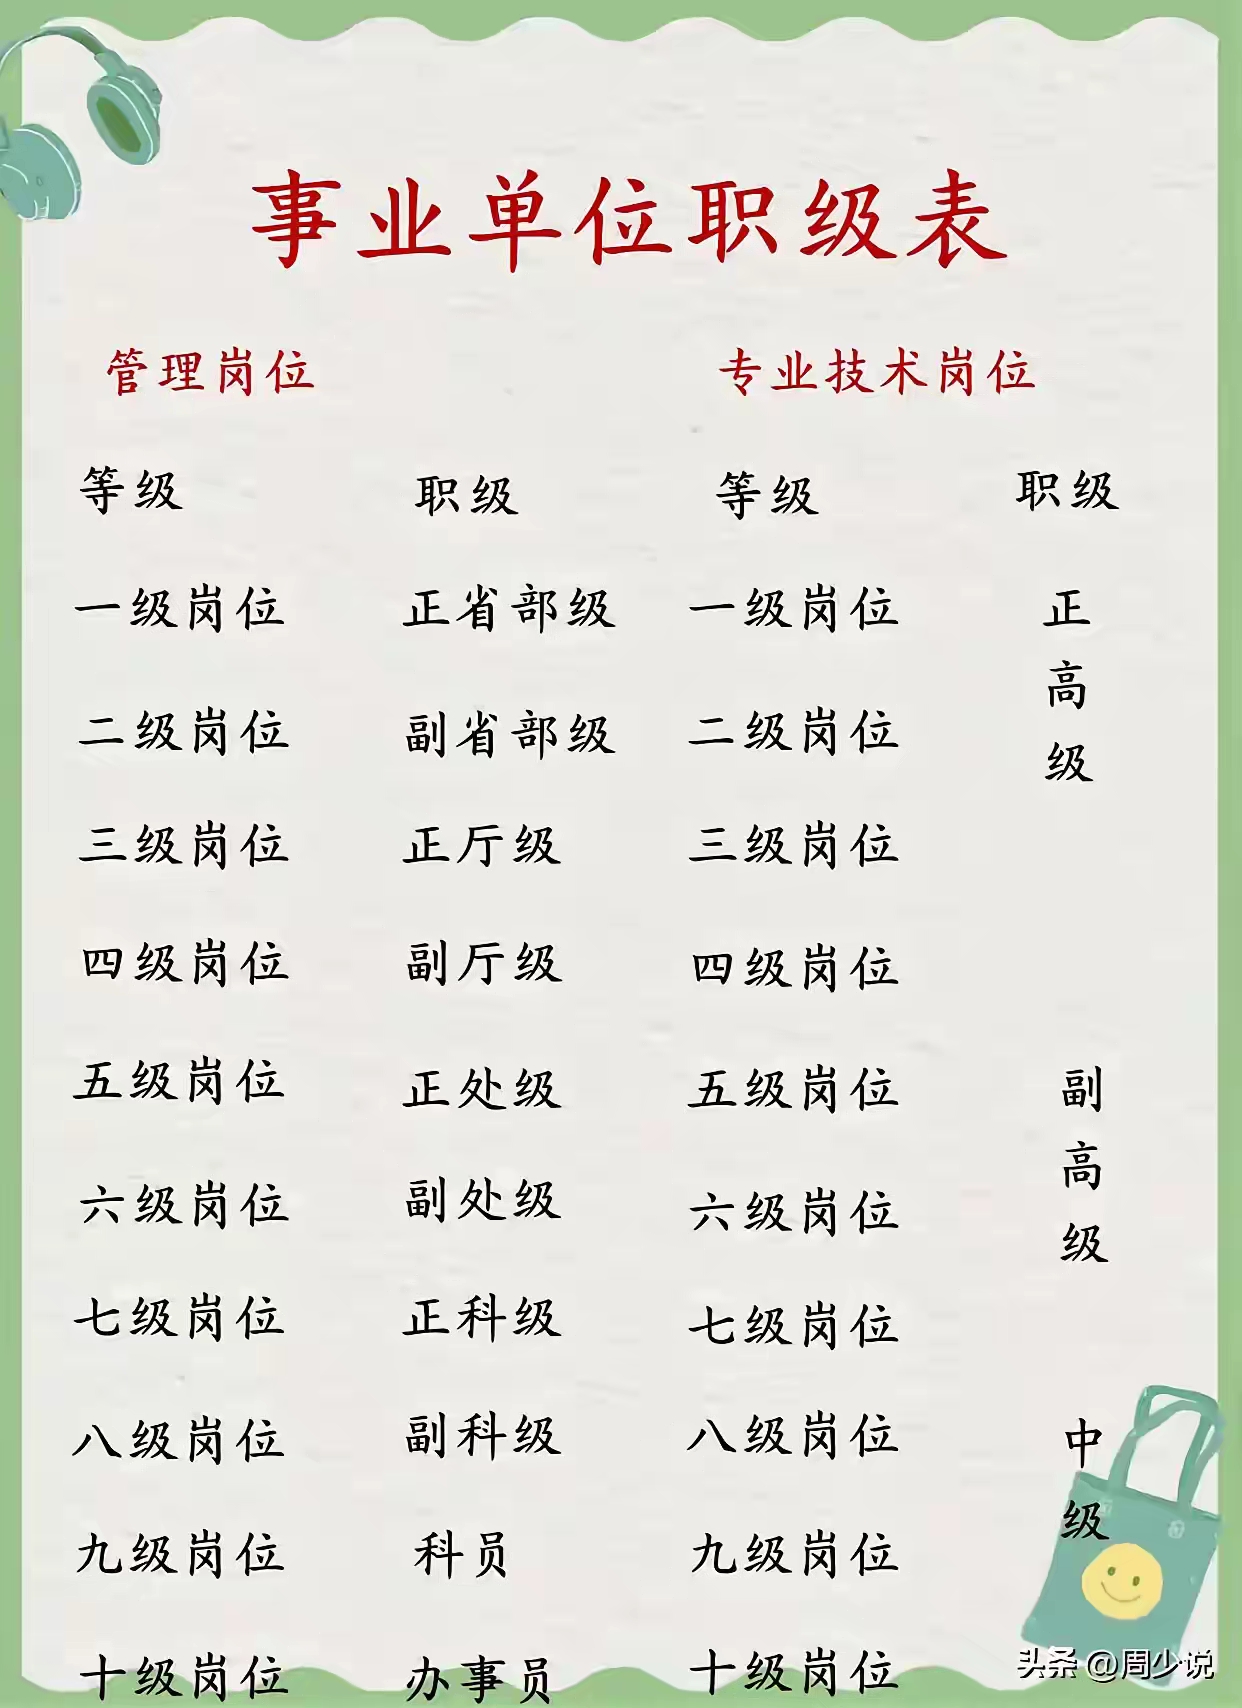 事业单位职级表
管理岗位 专业技术岗位
等级 职级 等级 职级
一级岗位 正省部级 一级岗位 正
高
二级岗位 副省部级 二级岗位
级
三级岗位 正厅级 三级岗位
四级岗位 副厅级 四级岗位
五级岗位 正处级 五级岗位 副
高
六级岗位 副处级 六级岗位
级
七级岗位 正科级 七级岗位
八级岗位 副科级 八级岗位 中
级
九级岗位 科员 九级岗位
十级岗位 办事员 十级岗位
头条 @周少说